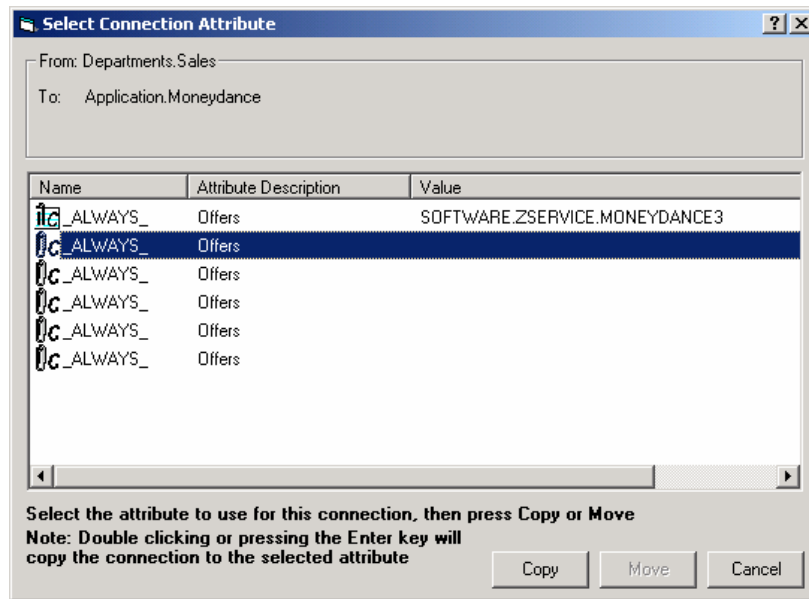 Select Connection Attribute
From: Departments.Sales
To: Application.Moneydance
Name Attribute Description Value
_ALWAYS_ Offers SOFTWARE.ZSERVICE.MONEYDANCE3
_ALWAYS_ Offers
_ALWAYS_ Offers
_ALWAYS_ Offers
_ALWAYS_ Offers
_ALWAYS_ Offers
Select the attribute to use for this connection, then press Copy or Move
Note: Double clicking or pressing the Enter key will
copy the connection to the selected attribute
Copy Move Cancel